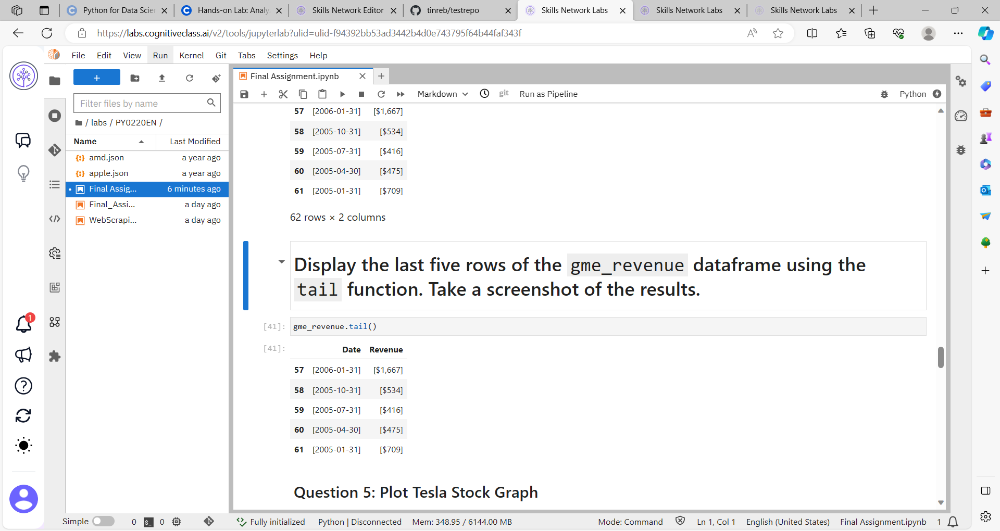 Python for Data Scien
Hands-on Lab: Analy
Skills Network Editor
tinreb/testrepo
Skills Network Labs
Skills Network Labs
Skills Network Labs
https://labs.cognitiveclass.ai/v2/tools/jupyterlab?ulid=ulid-f94392bb53ad3442b4d0e743795f64b44faf343f
File Edit View Run Kernel Git Tabs Settings Help
Final Assignment.ipynb
Markdown git Run as Pipeline Python
Filter files by name
/ labs / PY0220EN /
Name Last Modified
amd.json a year ago
apple.json a year ago
Final Assig... 6 minutes ago
Final_Assi... a day ago
WebScrapi... a day ago
57 [2006-01-31] [$1,667]
58 [2005-10-31] [$534]
59 [2005-07-31] [$416]
60 [2005-04-30] [$475]
61 [2005-01-31] [$709]
62 rows × 2 columns
Display the last five rows of the gme_revenue dataframe using the
tail function. Take a screenshot of the results.
[41]: gme_revenue.tail()
[41]: Date Revenue
57 [2006-01-31] [$1,667]
58 [2005-10-31] [$534]
59 [2005-07-31] [$416]
60 [2005-04-30] [$475]
61 [2005-01-31] [$709]
Question 5: Plot Tesla Stock Graph
1
Simple 0 $_ 0 Fully initialized Python | Disconnected Mem: 348.95 / 6144.00 MB Mode: Command Ln 1, Col 1 English (United States) Final Assignment.ipynb 1